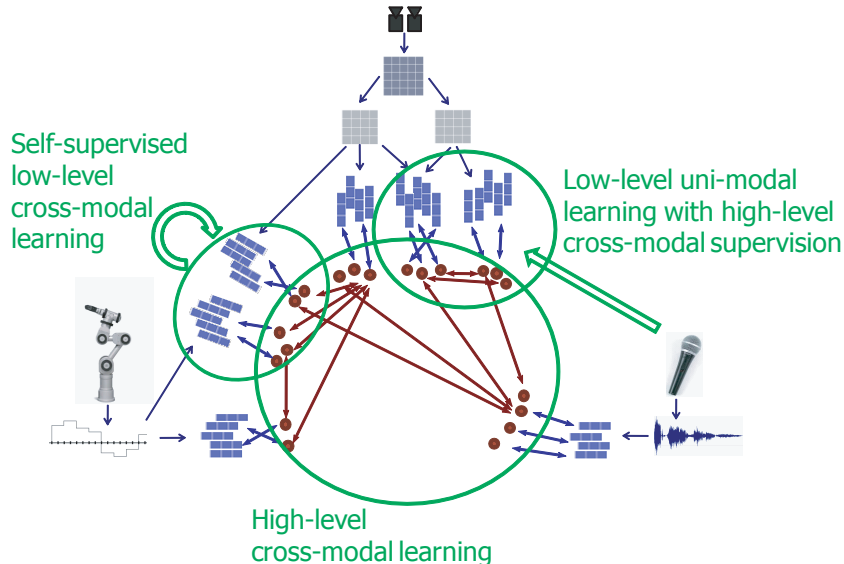 Self-supervised
low-level
cross-modal
learning
Low-level uni-modal
learning with high-level
cross-modal supervision
High-level
cross-modal learning